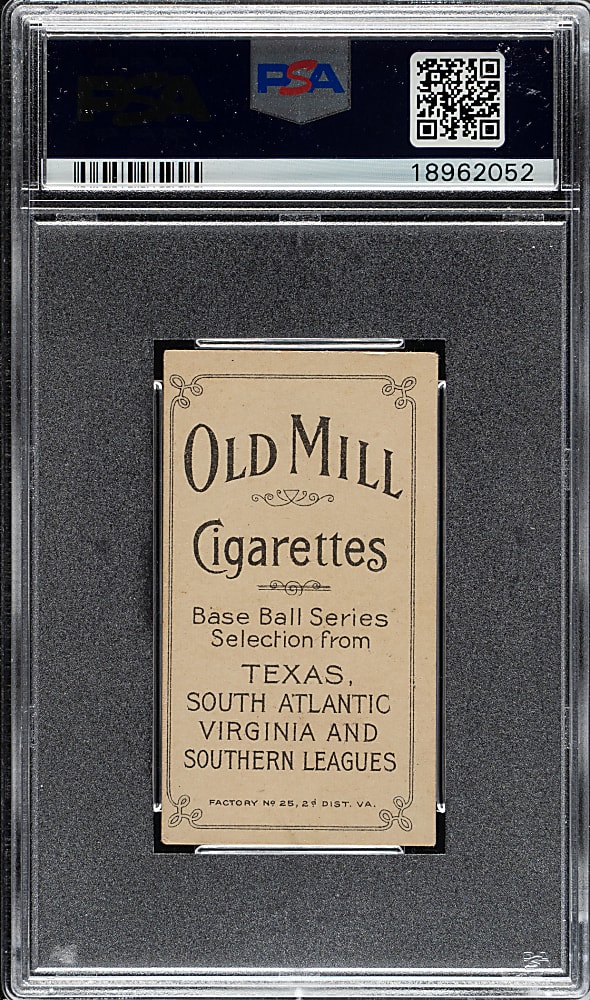 PSA
PSA
18962052
OLD MILL
Cigarettes
Base Ball Series
Selection from
TEXAS,
SOUTH ATLANTIC
VIRGINIA AND
SOUTHERN LEAGUES
FACTORY Nº 25, 2ᵈ DIST. VA.
PSA